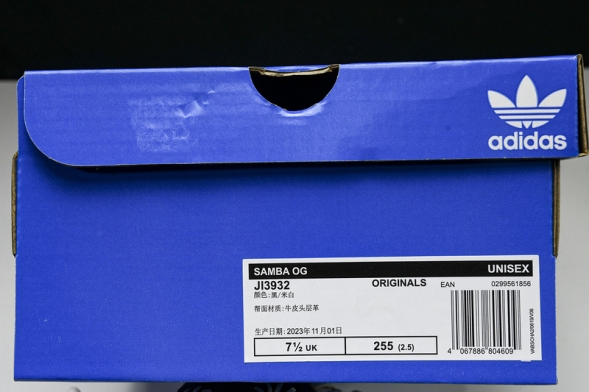 adidas
SAMBA OG UNISEX
JI3932 ORIGINALS EAN 0299561856
颜色:黑/米白
帮面材质:牛皮头层革
生产日期: 2023年11月01日
7½ UK 255 (2.5)
4 067886 804609